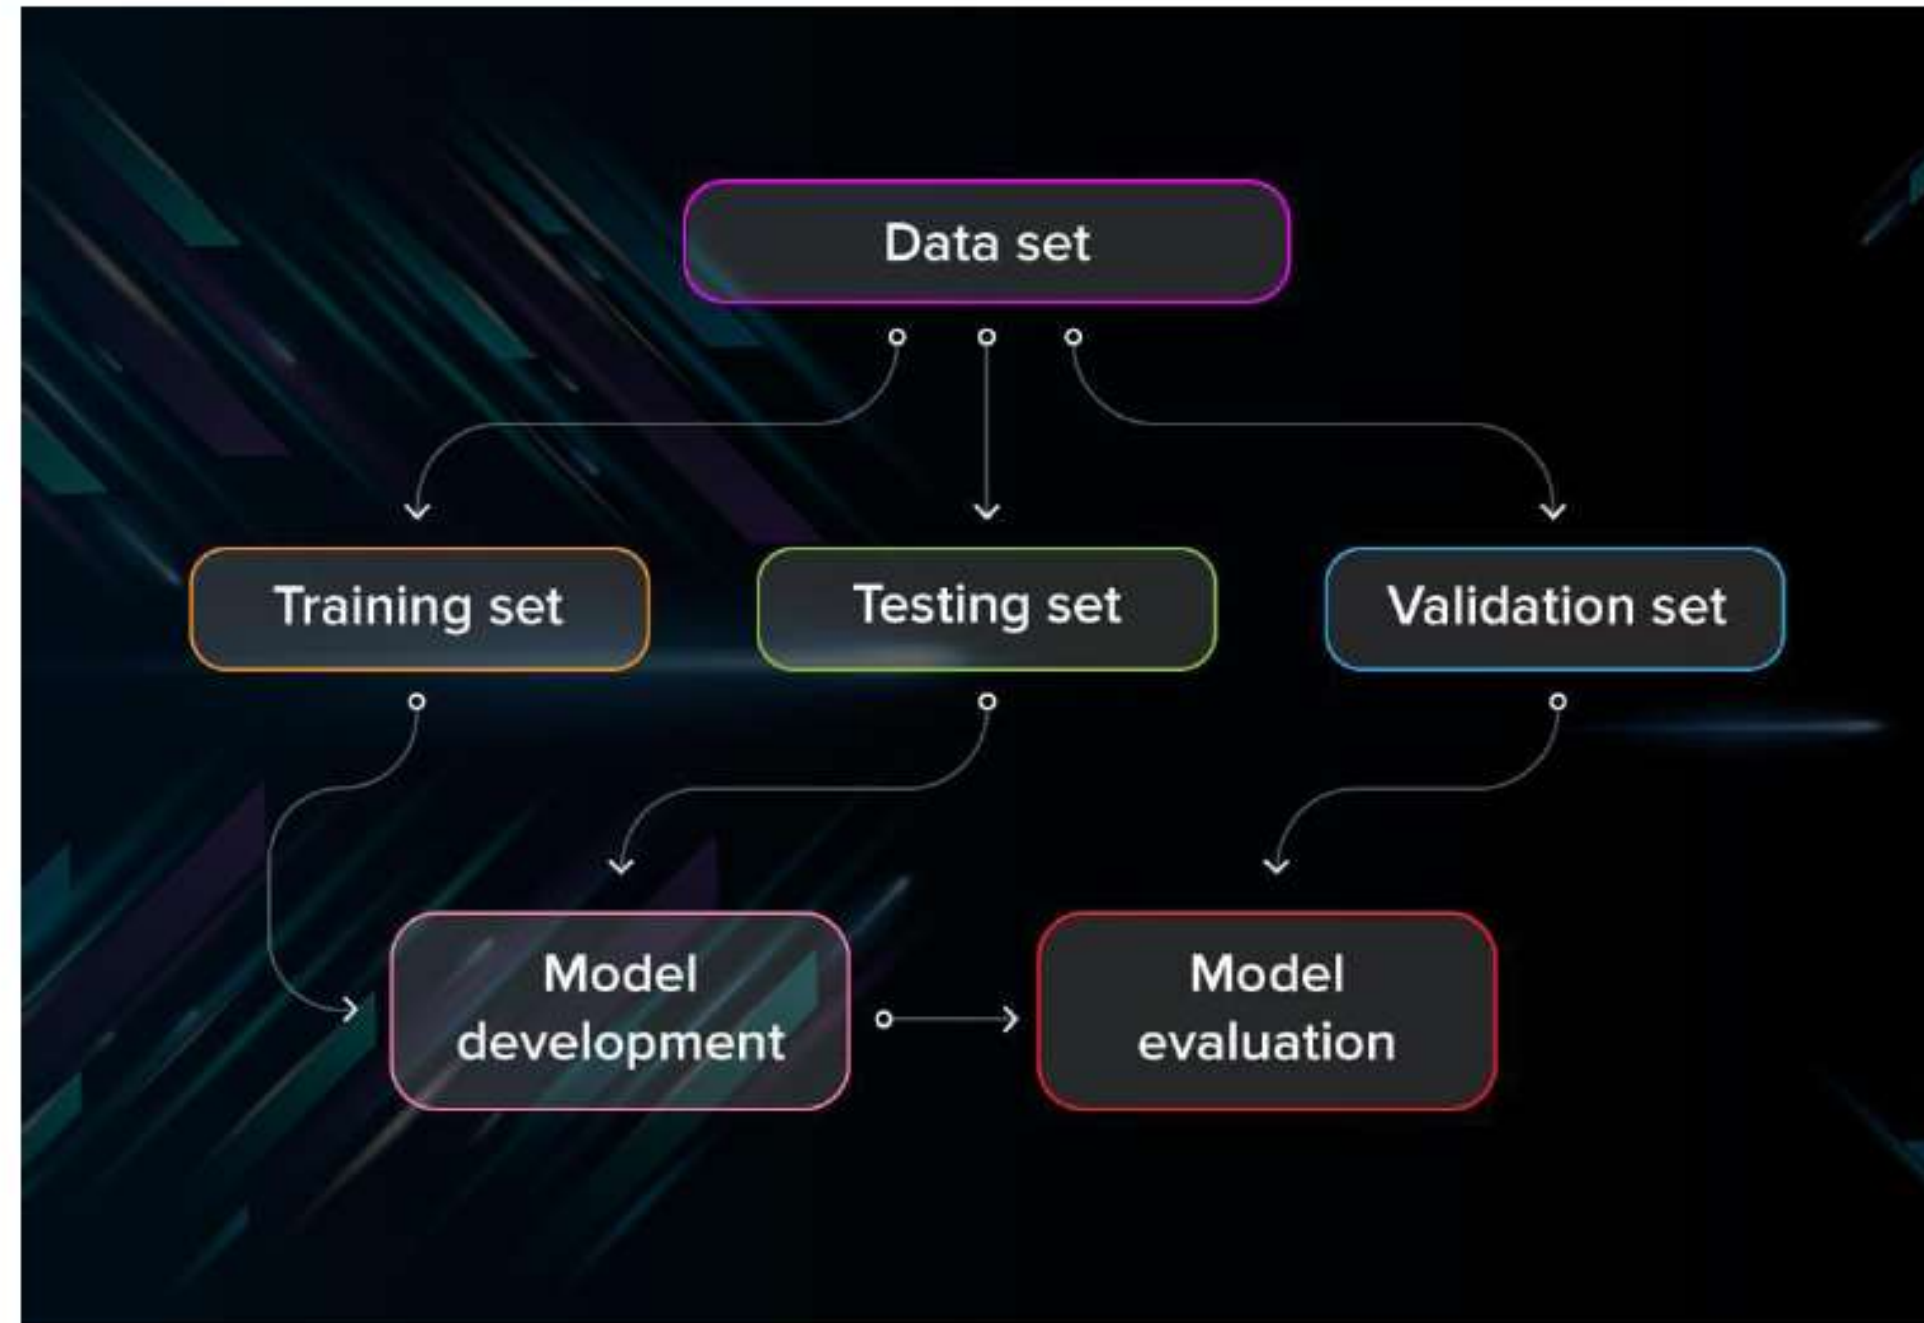 Data set
Training set
Testing set
Validation set
Model
development
Model
evaluation